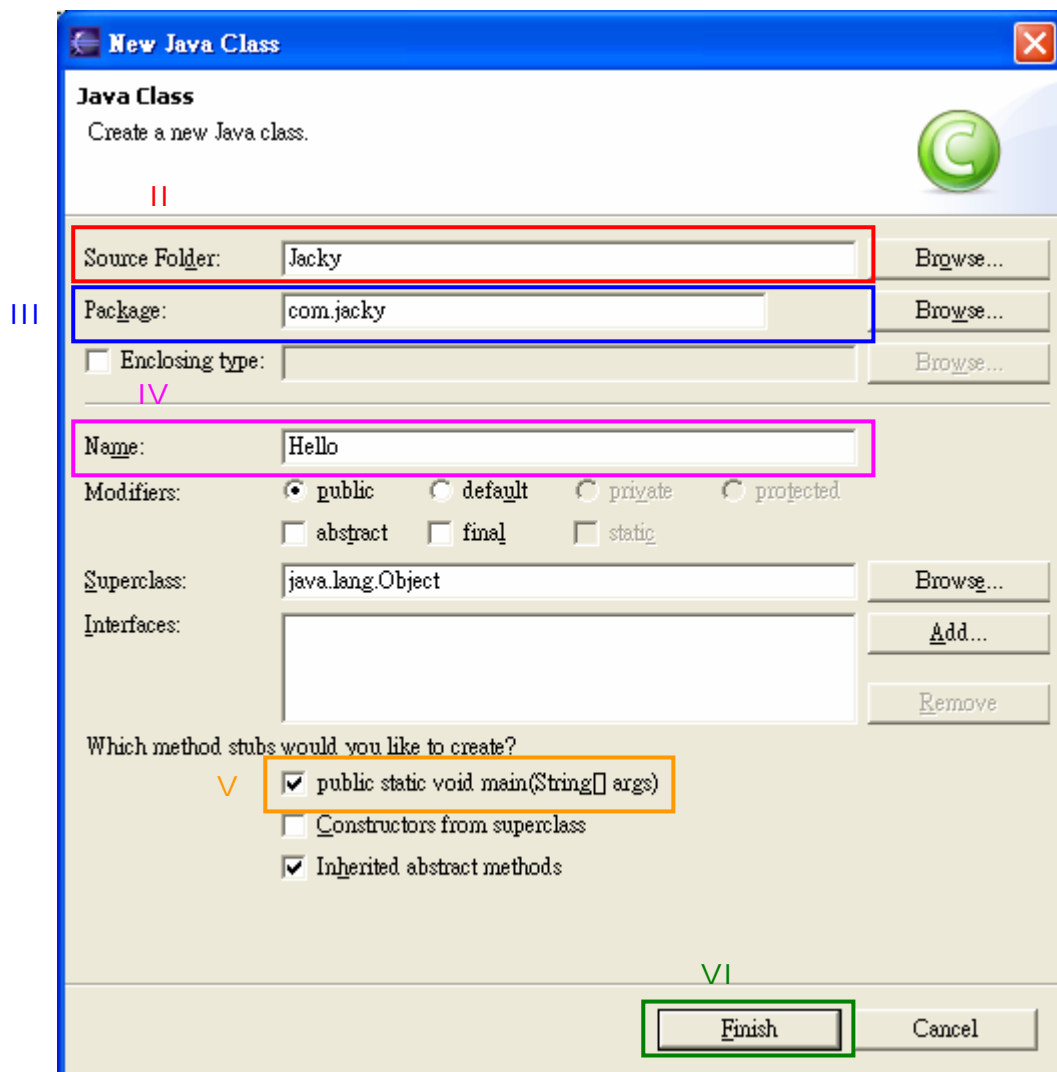 New Java Class
Java Class
Create a new Java class.
II
Source Folder: Jacky Browse...
III Package: com.jacky Browse...
Enclosing type: Browse...
IV
Name: Hello
Modifiers: public default private protected
abstract final static
Superclass: java.lang.Object Browse...
Interfaces: Add...
Remove
Which method stubs would you like to create?
V public static void main(String[] args)
Constructors from superclass
Inherited abstract methods
VI
Finish Cancel